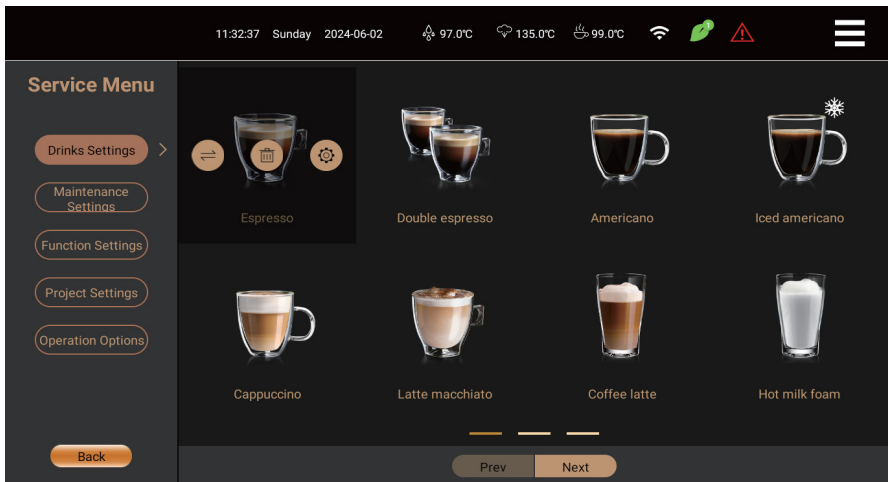 11:32:37 Sunday 2024-06-02 97.0℃ 135.0℃ 99.0℃ 1
Service Menu
Drinks Settings
Maintenance
Settings
Function Settings
Project Settings
Operation Options
Back
Espresso Double espresso Americano Iced americano
Cappuccino Latte macchiato Coffee latte Hot milk foam
Prev Next